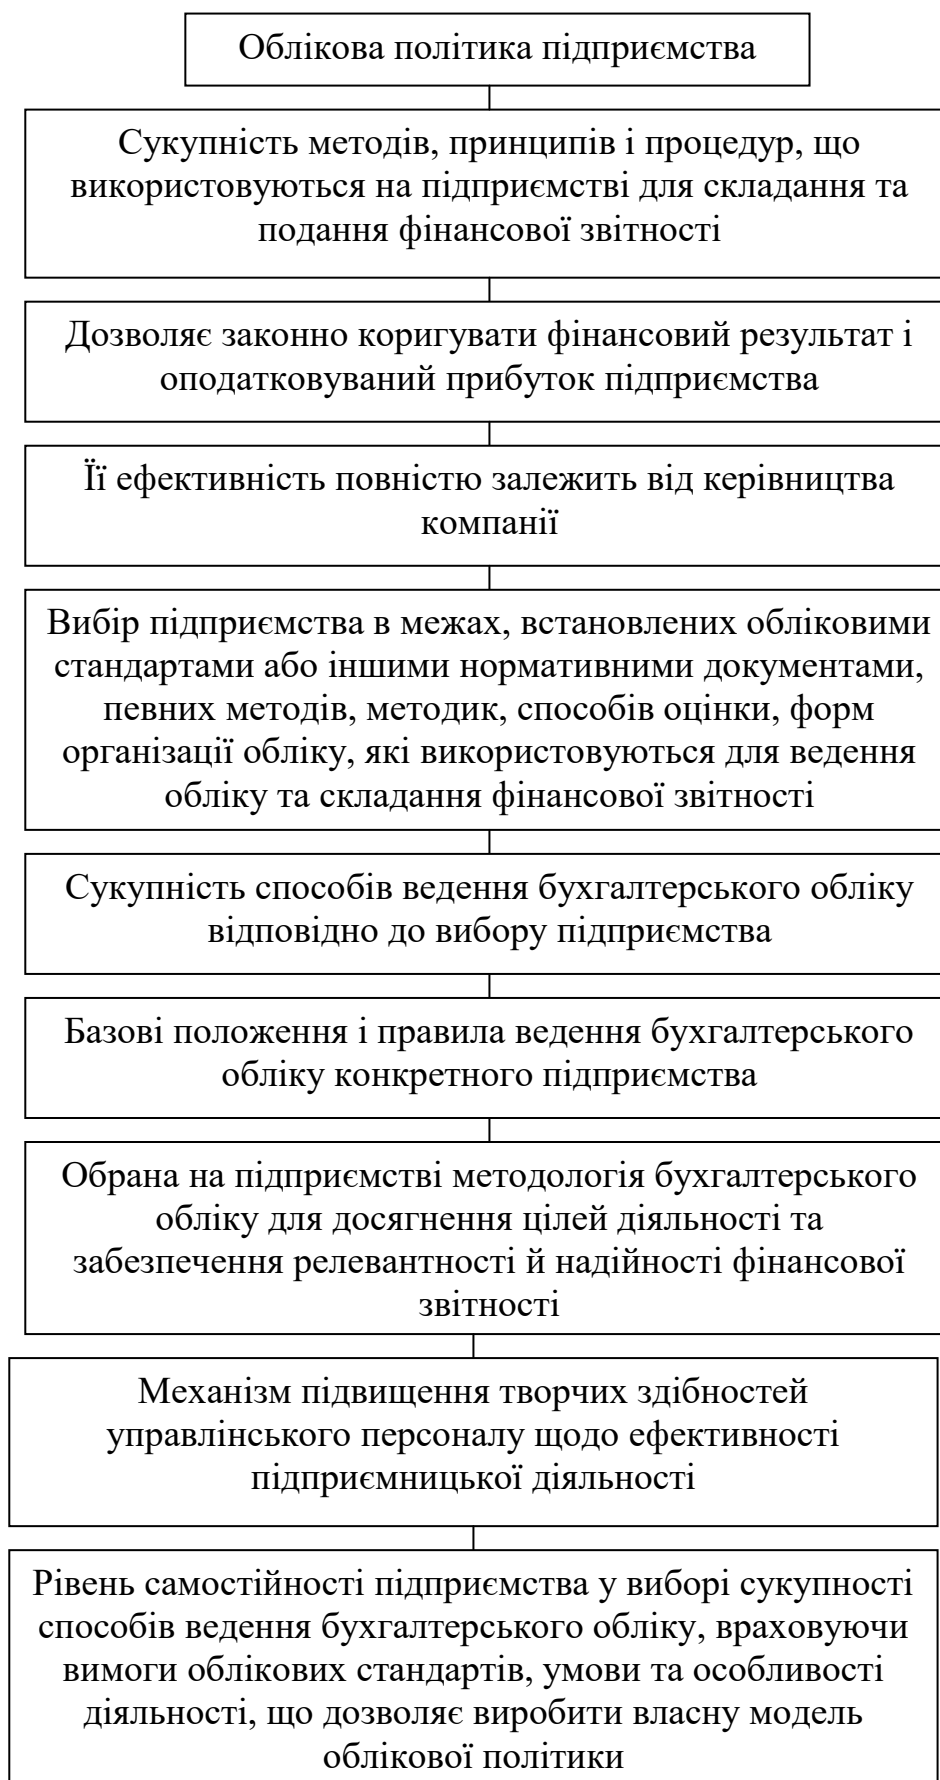 Облікова політика підприємства
Сукупність методів, принципів і процедур, що
використовуються на підприємстві для складання та
подання фінансової звітності
Дозволяє законно коригувати фінансовий результат і
оподатковуваний прибуток підприємства
Її ефективність повністю залежить від керівництва
компанії
Вибір підприємства в межах, встановлених обліковими
стандартами або іншими нормативними документами,
певних методів, методик, способів оцінки, форм
організації обліку, які використовуються для ведення
обліку та складання фінансової звітності
Сукупність способів ведення бухгалтерського обліку
відповідно до вибору підприємства
Базові положення і правила ведення бухгалтерського
обліку конкретного підприємства
Обрана на підприємстві методологія бухгалтерського
обліку для досягнення цілей діяльності та
забезпечення релевантності й надійності фінансової
звітності
Механізм підвищення творчих здібностей
управлінського персоналу щодо ефективності
підприємницької діяльності
Рівень самостійності підприємства у виборі сукупності
способів ведення бухгалтерського обліку, враховуючи
вимоги облікових стандартів, умови та особливості
діяльності, що дозволяє виробити власну модель
облікової політики